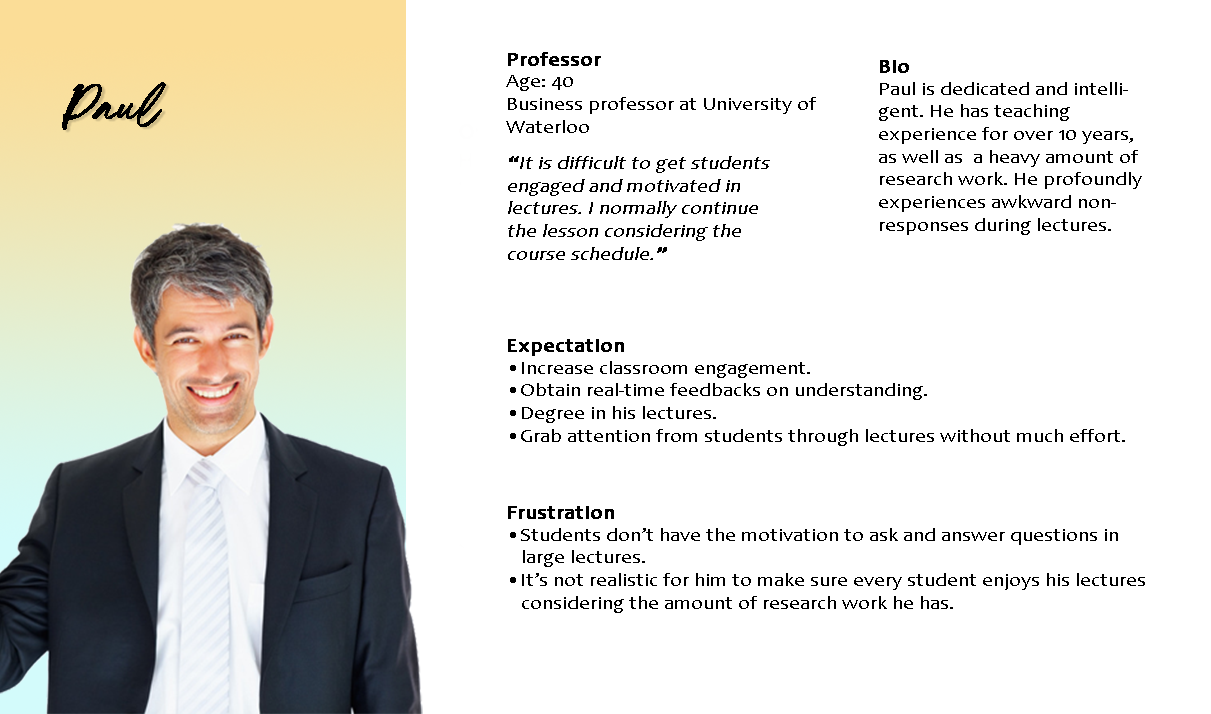 Paul
Professor
Age: 40
Business professor at University of
Waterloo
“It is difficult to get students
engaged and motivated in
lectures. I normally continue
the lesson considering the
course schedule.”
Bio
Paul is dedicated and intelli-
gent. He has teaching
experience for over 10 years,
as well as  a heavy amount of
research work. He profoundly
experiences awkward non-
responses during lectures.
Expectation
•Increase classroom engagement.
•Obtain real-time feedbacks on understanding.
•Degree in his lectures.
•Grab attention from students through lectures without much effort.
Frustration
•Students don’t have the motivation to ask and answer questions in
large lectures.
•It’s not realistic for him to make sure every student enjoys his lectures
considering the amount of research work he has.